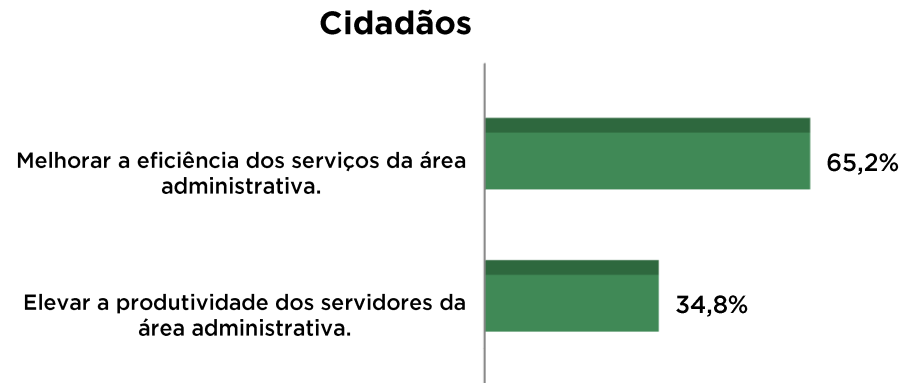 Cidadãos
Melhorar a eficiência dos serviços da área
administrativa.
65,2%
Elevar a produtividade dos servidores da
área administrativa.
34,8%